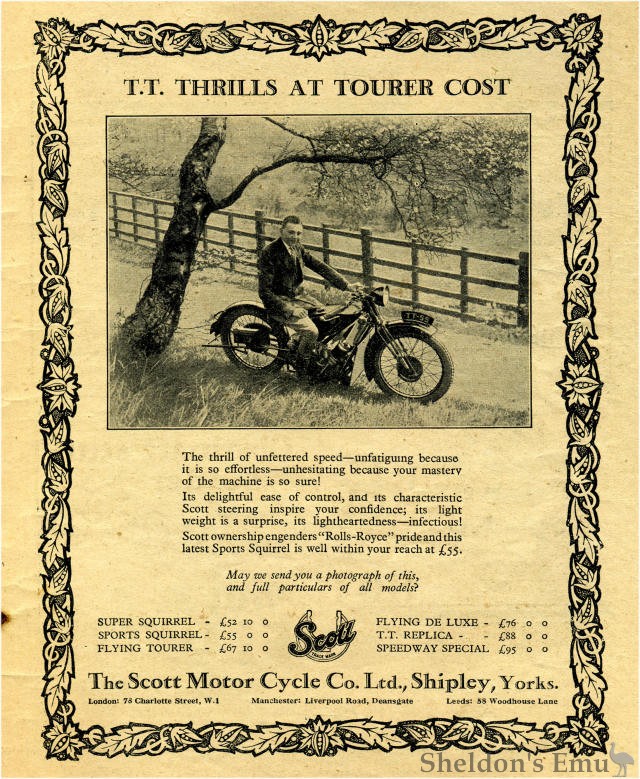 T.T. THRILLS AT TOURER COST
TT-55
The thrill of unfettered speed—unfatiguing because
it is so effortless—unhesitating because your mastery
of the machine is so sure!
Its delightful ease of control, and its characteristic
Scott steering inspire your confidence; its light
weight is a surprise, its lightheartedness—infectious!
Scott ownership engenders "Rolls-Royce" pride and this
latest Sports Squirrel is well within your reach at £55.
May we send you a photograph of this,
and full particulars of all models?
SUPER SQUIRREL - £52 10 0
SPORTS SQUIRREL - £55 0 0
FLYING TOURER - £67 10 0
Scott
TRADE MARK
FLYING DE LUXE - £76 0 0
T.T. REPLICA - - £88 0 0
SPEEDWAY SPECIAL £95 0 0
The Scott Motor Cycle Co. Ltd., Shipley, Yorks.
London: 75 Charlotte Street, W.1 Manchester: Liverpool Road, Deansgate Leeds: 58 Woodhouse Lane
Sheldon's Emu